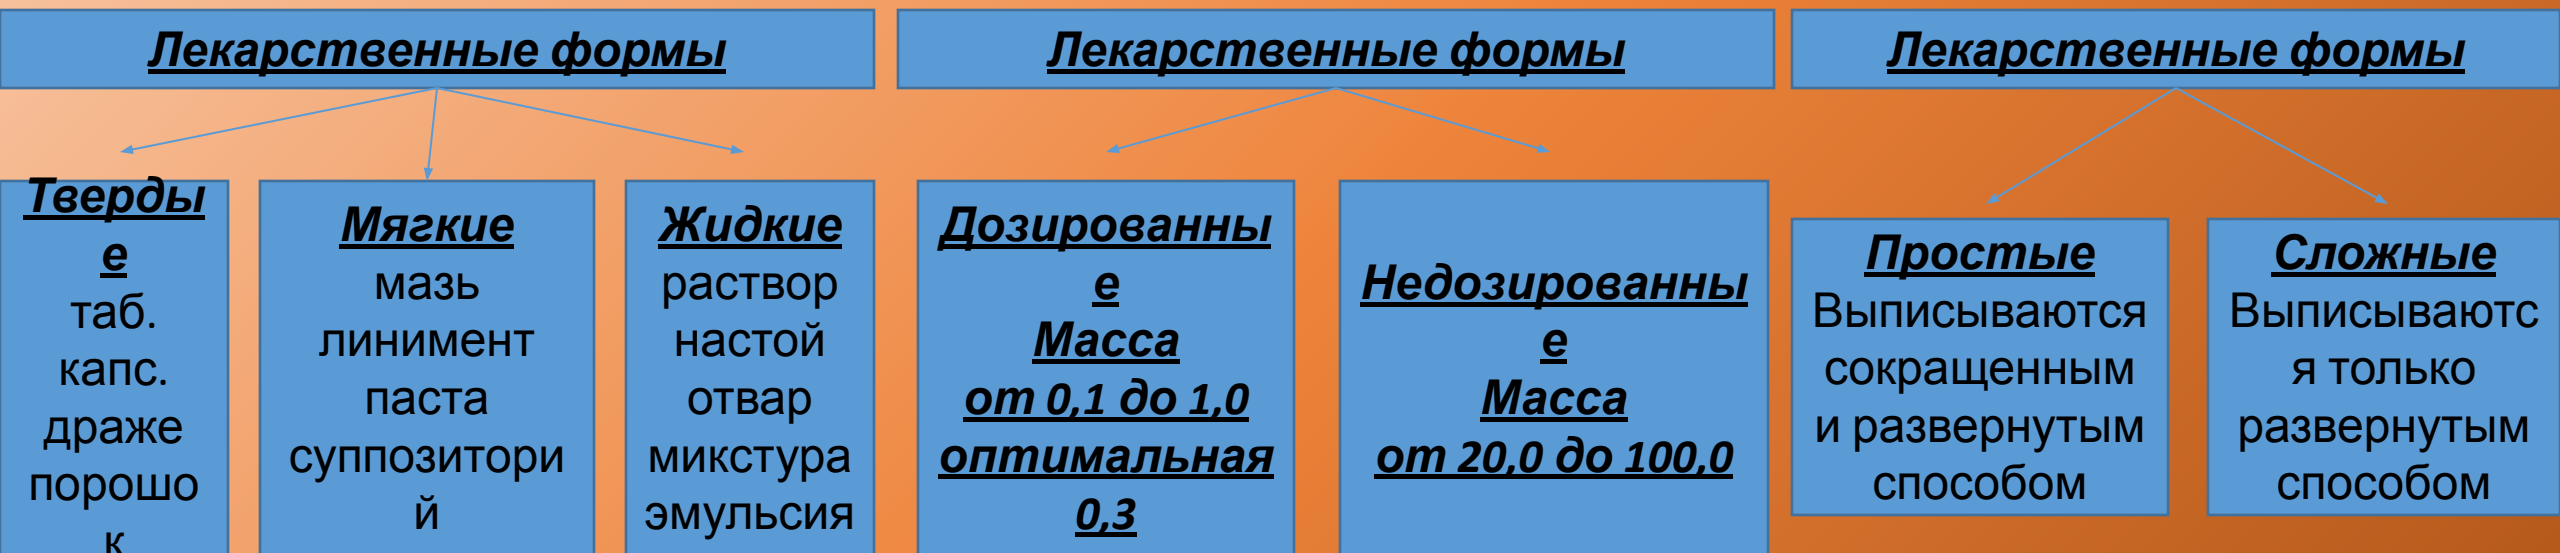 Лекарственные формы
Тверды
е
таб.
капс.
драже
порошо
к
Мягкие
мазь
линимент
паста
суппозитори
й
Жидкие
раствор
настой
отвар
микстура
эмульсия
Лекарственные формы
Дозированны
е
Масса
от 0,1 до 1,0
оптимальная
0,3
Недозированны
е
Масса
от 20,0 до 100,0
Лекарственные формы
Простые
Выписываются
сокращенным
и развернутым
способом
Сложные
Выписываютс
я только
развернутым
способом